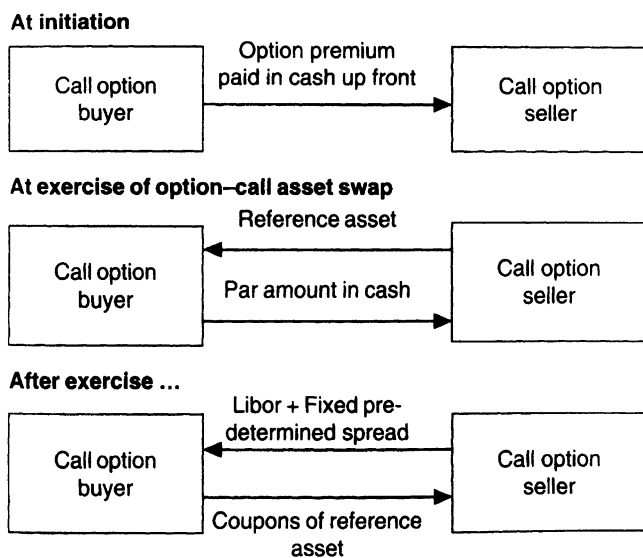 At initiation
Option premium
paid in cash up front
Call option
buyer
Call option
seller
At exercise of option–call asset swap
Reference asset
Call option
buyer
Par amount in cash
Call option
seller
After exercise ...
Libor + Fixed pre-
determined spread
Call option
buyer
Call option
seller
Coupons of reference
asset